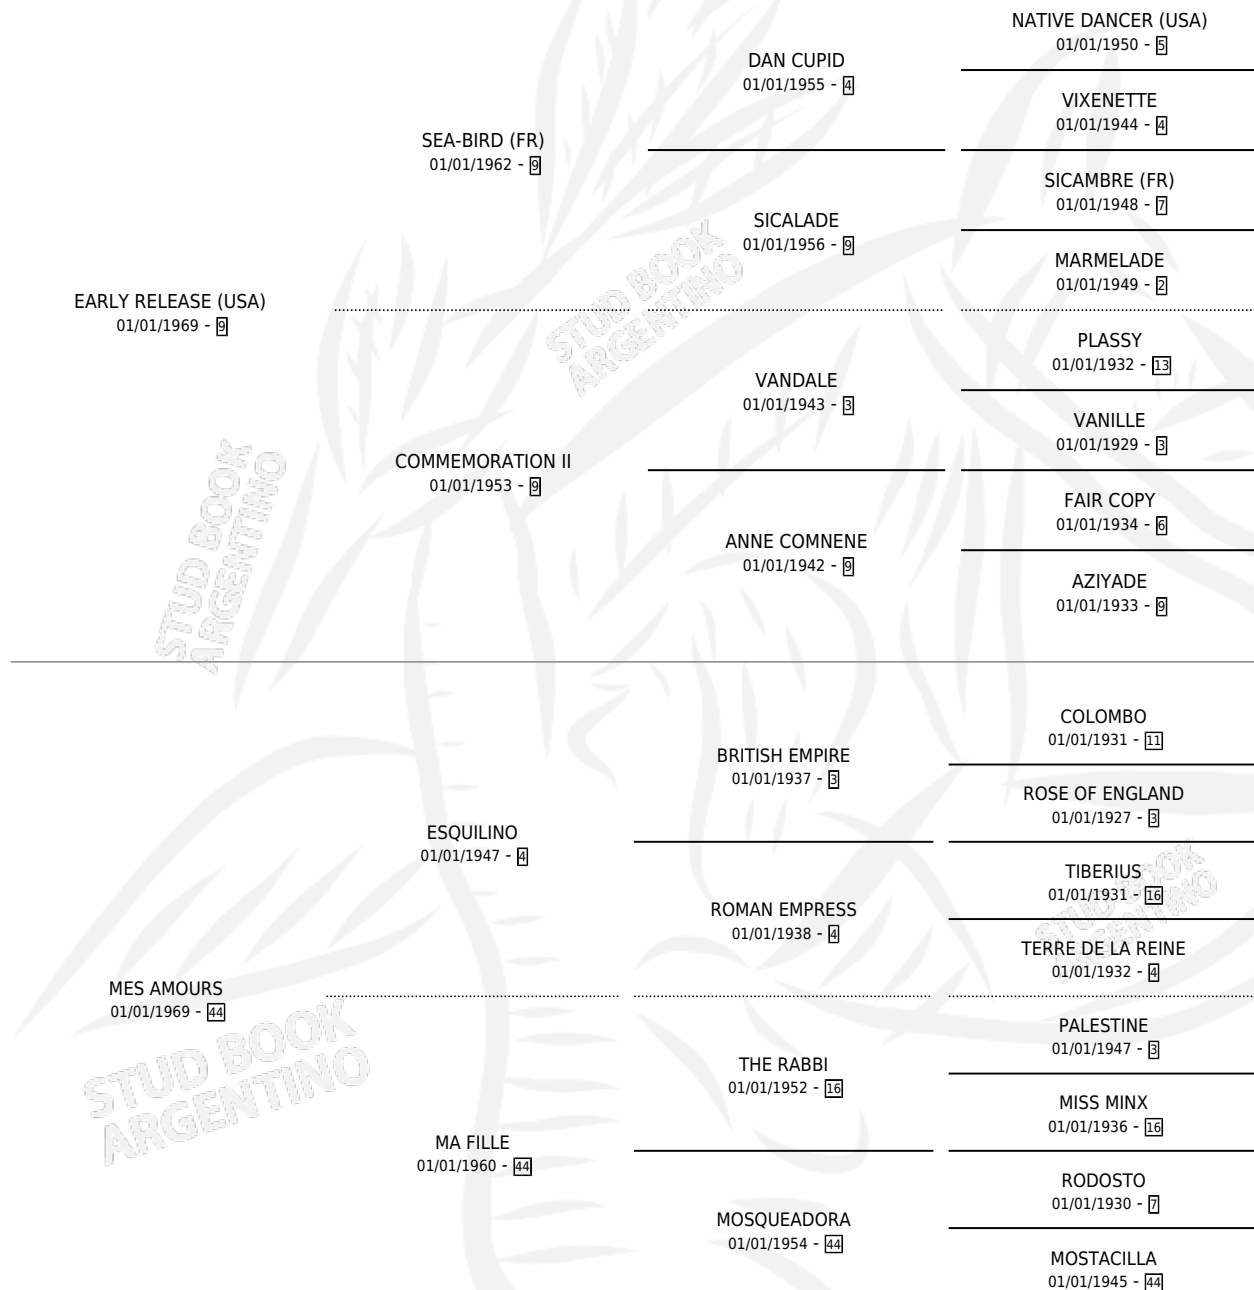 NATIVE DANCER (USA)
01/01/1950 - 5
DAN CUPID
01/01/1955 - 4
VIXENETTE
01/01/1944 - 4
SEA-BIRD (FR)
01/01/1962 - 9
SICAMBRE (FR)
01/01/1948 - 7
SICALADE
01/01/1956 - 9
MARMELADE
01/01/1949 - 2
EARLY RELEASE (USA)
01/01/1969 - 9
PLASSY
01/01/1932 - 13
VANDALE
01/01/1943 - 3
VANILLE
01/01/1929 - 3
COMMEMORATION II
01/01/1953 - 9
FAIR COPY
01/01/1934 - 6
ANNE COMNENE
01/01/1942 - 9
AZIYADE
01/01/1933 - 9
COLOMBO
01/01/1931 - 11
BRITISH EMPIRE
01/01/1937 - 3
ROSE OF ENGLAND
01/01/1927 - 3
ESQUILINO
01/01/1947 - 4
TIBERIUS
01/01/1931 - 16
ROMAN EMPRESS
01/01/1938 - 4
TERRE DE LA REINE
01/01/1932 - 4
MES AMOURS
01/01/1969 - 44
PALESTINE
01/01/1947 - 3
THE RABBI
01/01/1952 - 16
MISS MINX
01/01/1936 - 16
MA FILLE
01/01/1960 - 44
RODOSTO
01/01/1930 - 7
MOSQUEADORA
01/01/1954 - 44
MOSTACILLA
01/01/1945 - 44
STUD BOOK
ARGENTINO
STUD BOOK
ARGENTINO
STUD BOOK
ARGENTINO
STUD BOOK
ARGENTINO